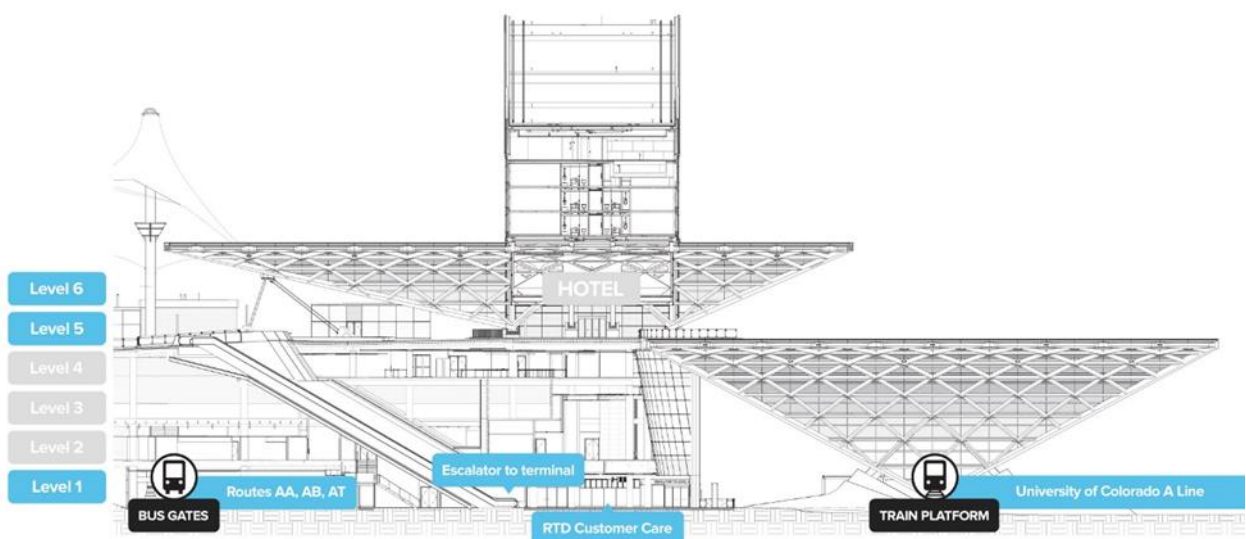 HOTEL
Level 6
Level 5
Level 4
Level 3
Level 2
Level 1
Escalator to terminal
Routes AA, AB, AT
University of Colorado A Line
BUS GATES
TRAIN PLATFORM
RTD Customer Care